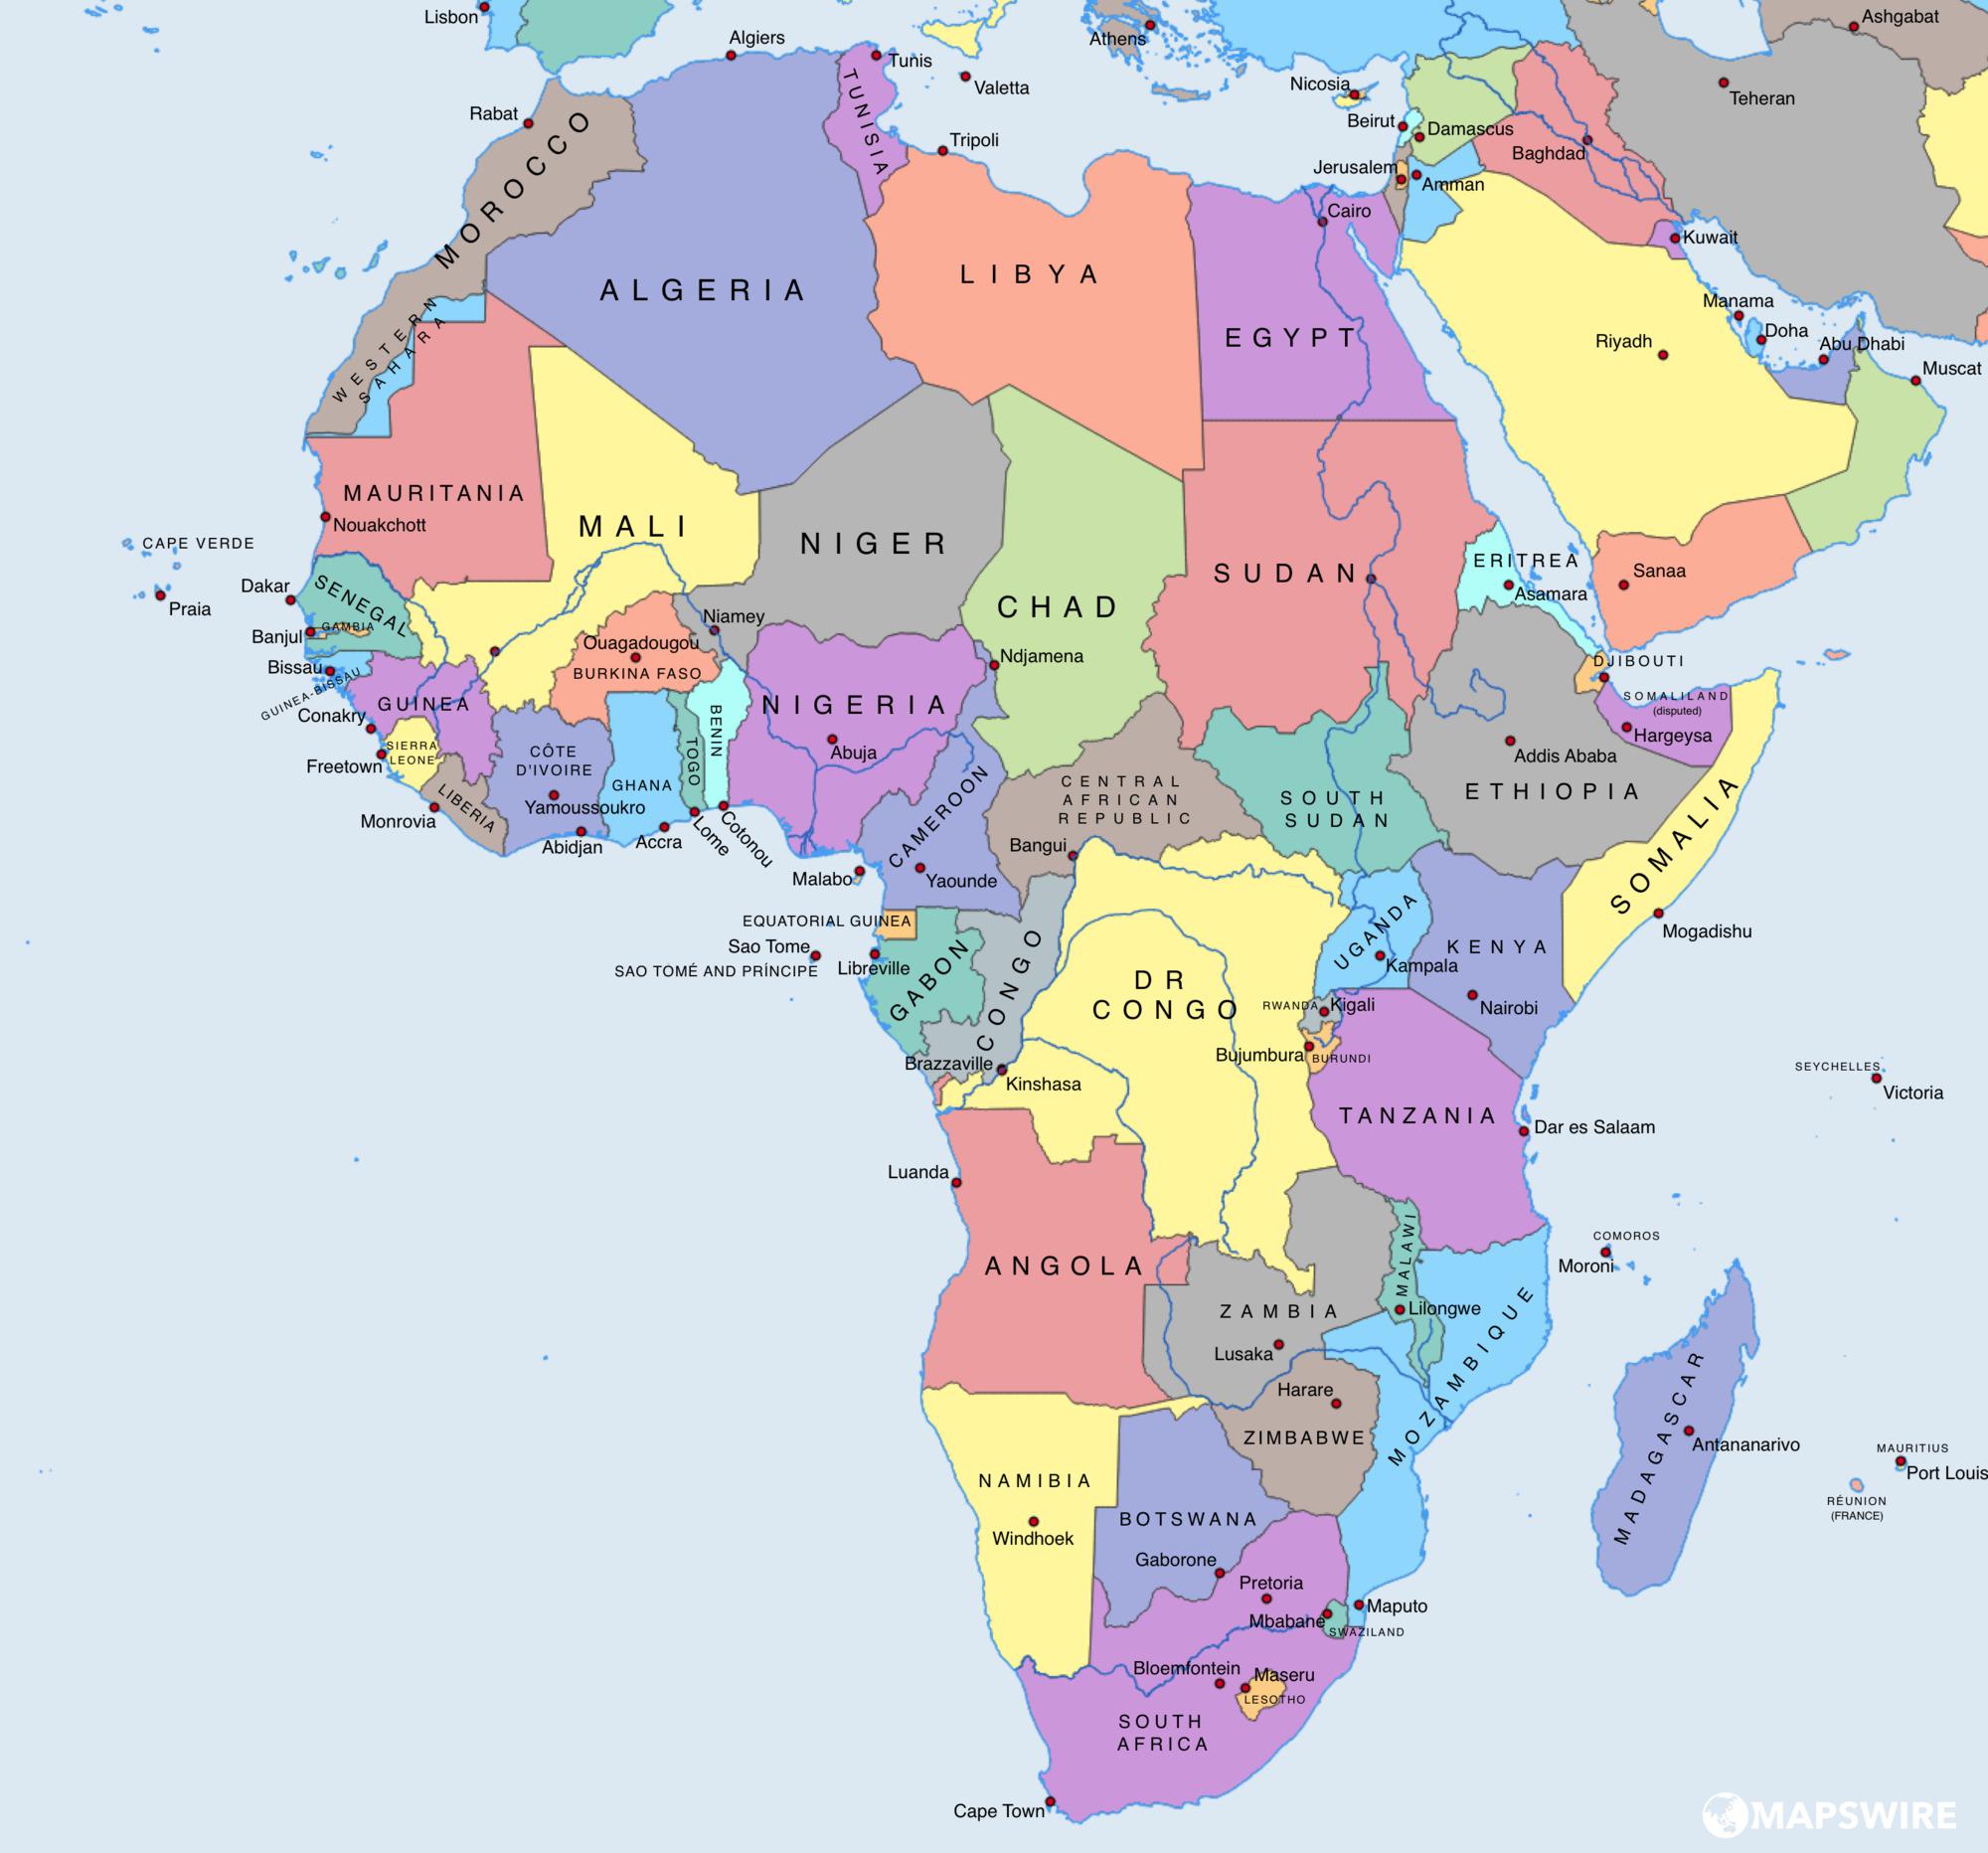 Lisbon
Algiers
Tunis
Athens
Ashgabat
Valetta
Nicosia
Teheran
Rabat
Beirut
Damascus
Tripoli
Baghdad
Jerusalem
Amman
TUNISIA
MOROCCO
Cairo
Kuwait
ALGERIA
LIBYA
EGYPT
Manama
Doha
Riyadh
Abu Dhabi
Muscat
WESTERN
SAHARA
MAURITANIA
Nouakchott
MALI
NIGER
CAPE VERDE
Praia
Dakar
SENEGAL
CHAD
SUDAN
ERITREA
Asamara
Sanaa
Banjul
GAMBIA
Niamey
Ouagadougou
BURKINA FASO
Ndjamena
Bissau
GUINEA-BISSAU
GUINEA
DJIBOUTI
SOMALILAND
(disputed)
Hargeysa
Conakry
NIGERIA
Abuja
BENIN
TOGO
SIERRA
LEONE
Freetown
CÔTE
D'IVOIRE
Yamoussoukro
GHANA
Addis Ababa
ETHIOPIA
CENTRAL
AFRICAN
REPUBLIC
SOUTH
SUDAN
LIBERIA
Monrovia
Abidjan
Accra
Lome
Cotonou
CAMEROON
Bangui
SOMALIA
Malabo
Yaounde
EQUATORIAL GUINEA
Sao Tome
SAO TOMÉ AND PRÍNCIPE
Libreville
GABON
CONGO
DR
CONGO
UGANDA
Kampala
KENYA
Mogadishu
Nairobi
RWANDA
Kigali
Bujumbura
BURUNDI
Brazzaville
Kinshasa
SEYCHELLES
Victoria
TANZANIA
Dar es Salaam
Luanda
ANGOLA
MALAWI
COMOROS
Moroni
ZAMBIA
Lilongwe
Lusaka
MOZAMBIQUE
Harare
ZIMBABWE
MADAGASCAR
Antananarivo
MAURITIUS
Port Louis
RÉUNION
(FRANCE)
NAMIBIA
Windhoek
BOTSWANA
Gaborone
Pretoria
Mbabane
SWAZILAND
Maputo
Bloemfontein
Maseru
LESOTHO
SOUTH
AFRICA
Cape Town
MAPSWIRE